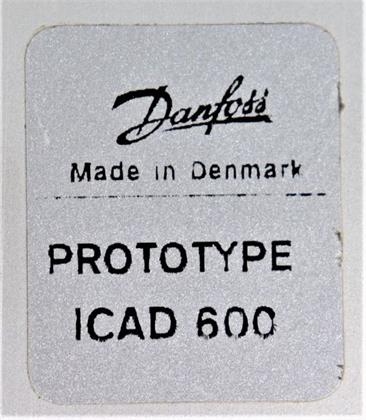 Danfoss
Made in Denmark
PROTOTYPE
ICAD 600